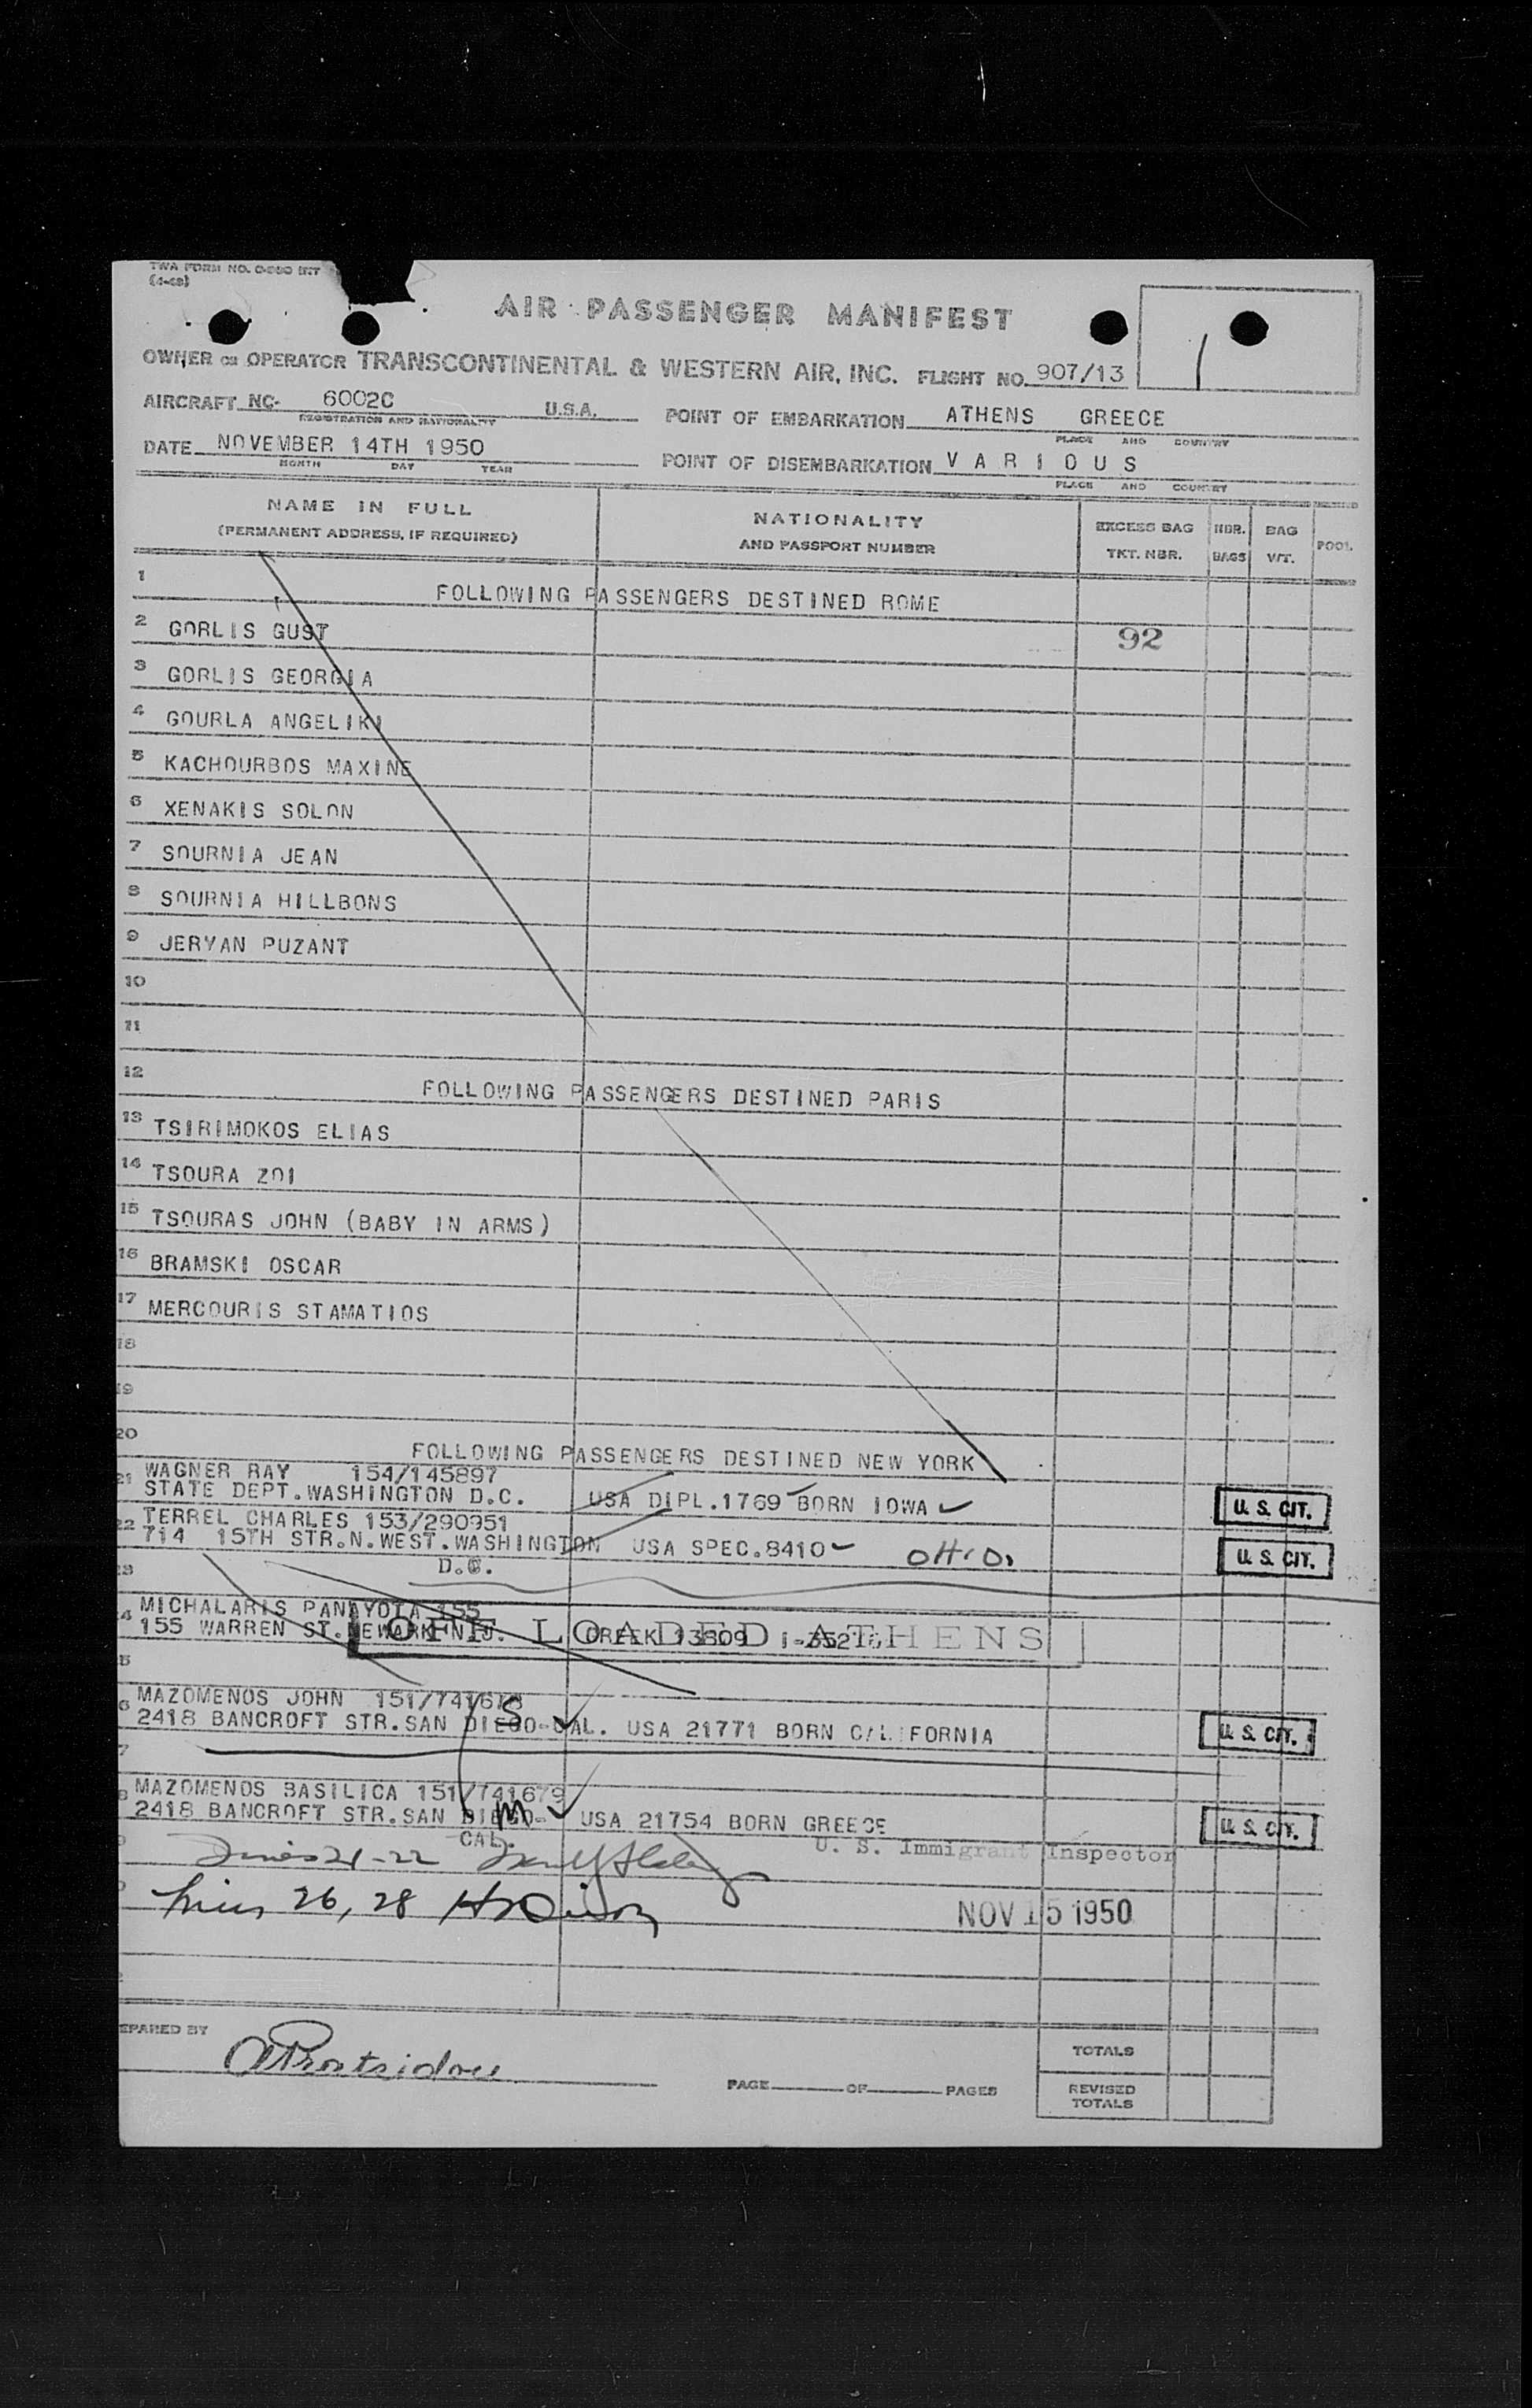 TWA FORM NO.
AIR PASSENGER MANIFEST
1
OWNER OR OPERATOR TRANSCONTINENTAL & WESTERN AIR, INC. FLIGHT NO. 907/13
AIRCRAFT NC- 6002C U.S.A. POINT OF EMBARKATION ATHENS GREECE
REGISTRATION AND NATIONALITY PLACE AND COUNTRY
DATE NOVEMBER 14TH 1950 POINT OF DISEMBARKATION V A R I O U S
MONTH DAY YEAR PLACE AND COUNTRY
NAME IN FULL NATIONALITY EXCESS BAG NBR. BAG POOL
(PERMANENT ADDRESS, IF REQUIRED) AND PASSPORT NUMBER TKT. NBR. BAGS WT.
1 FOLLOWING PASSENGERS DESTINED ROME
2 GORLIS GUST 92
3 GORLIS GEORGIA
4 GOURLA ANGELIKI
5 KACHOURBOS MAXINE
6 XENAKIS SOLON
7 SOURNIA JEAN
8 SOURNIA HILLBONS
9 JERYAN PUZANT
10
11
12 FOLLOWING PASSENGERS DESTINED PARIS
13 TSIRIMOKOS ELIAS
14 TSOURA ZOI
15 TSOURAS JOHN (BABY IN ARMS)
16 BRAMSKI OSCAR
17 MERCOURIS STAMATIOS
18
19
20 FOLLOWING PASSENGERS DESTINED NEW YORK
21 WAGNER RAY 154/145897
STATE DEPT.WASHINGTON D.C. USA DIPL.1769 BORN IOWA U. S. CIT.
22 TERREL CHARLES 153/290951
714 15TH STR.N.WEST.WASHINGTON USA SPEC.8410 OHIO. U. S. CIT.
D.C.
MICHALARIS PANAYOTA 155
155 WARREN ST.NEWARK N.J. GREEK 13809
OFF LOADED ATHENS
MAZOMENOS JOHN 151/741678
S
2418 BANCROFT STR.SAN DIEGO-CAL. USA 21771 BORN CALIFORNIA U. S. CIT.
MAZOMENOS BASILICA 151/741679
M
2418 BANCROFT STR.SAN DIEGO- USA 21754 BORN GREECE U. S. CIT.
CAL.
Lines 21-22 U. S. Immigrant Inspector
Lines 26, 28
NOV 15 1950
EPARED BY
TOTALS
PAGE OF PAGES REVISED
TOTALS